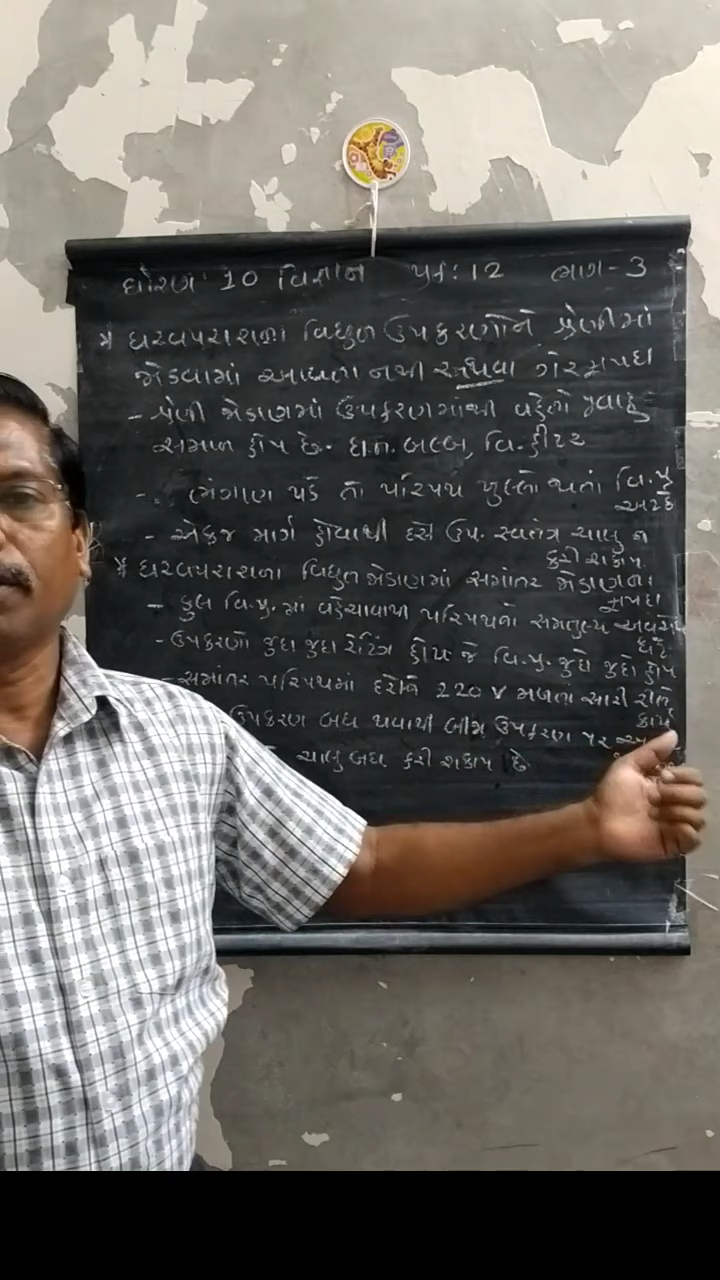 ધોરણ 10 વિજ્ઞાન પ્રક: 12 ભાગ-3
* ઘરવપરાશના વિદ્યુત ઉપકરણોને શ્રેણીમાં
જોડવામાં આવતા નથી અથવા ગેરફાયદા
- શ્રેણી જોડાણમાં ઉપકરણમાંથી વહેતો પ્રવાહ
સમાન હોય છે. દા.ત. બલ્બ, વિ. હીટર
- ભંગાણ પડે તો પરિપથ ખુલ્લો થતાં વિ.પ્ર
અટકે
- એકજ માર્ગ હોવાથી દરેક ઉપ. સ્વતંત્ર ચાલુ ન
કરી શકાય.
* ઘરવપરાશના વિદ્યુત જોડાણમાં સમાંતર જોડાણના
ફાયદા
- કુલ વિ.પ્ર. માં વહેચાવાથી પરિપથનો સમતુલ્ય અવરોધ
ઘટે
- ઉપકરણો જુદા જુદા રેટિંગ હોય જે વિ.પ્ર. જુદો જુદો હોય
- સમાંતર પરિપથમાં દરેકને 220 V મળતા સારી રીતે
કાર્ય
ઉપકરણ બંધ થવાથી બીજા ઉપકરણ પર
ચાલુ બંધ કરી શકાય છે